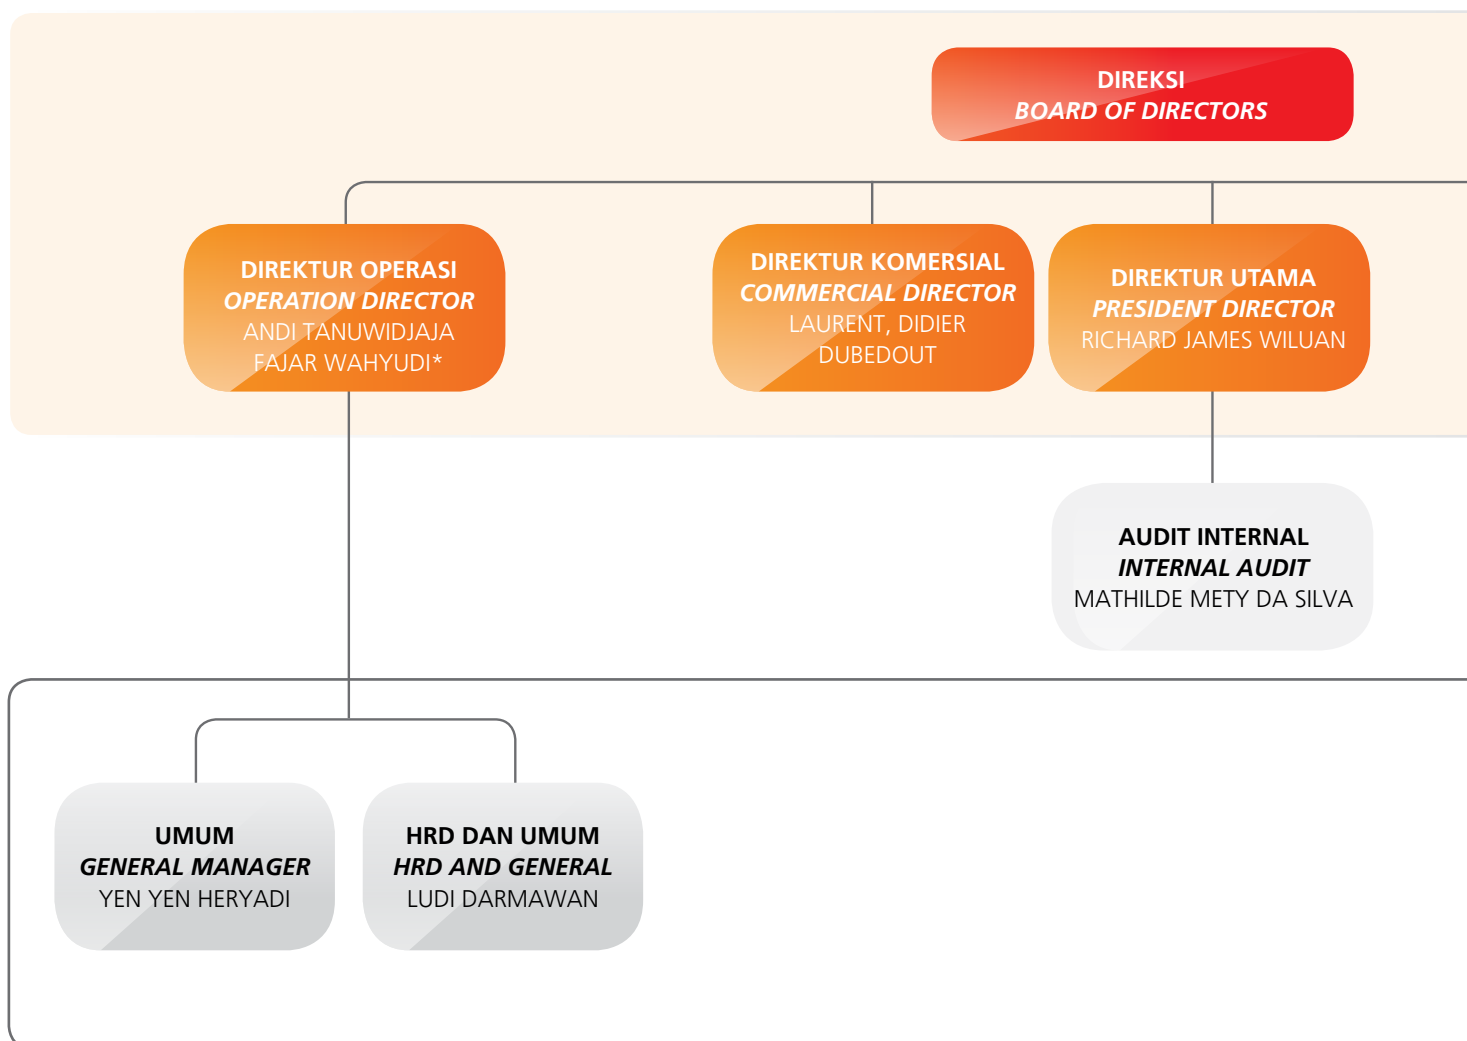 DIREKSI
BOARD OF DIRECTORS
DIREKTUR OPERASI
OPERATION DIRECTOR
ANDI TANUWIDJAJA
FAJAR WAHYUDI*
DIREKTUR KOMERSIAL
COMMERCIAL DIRECTOR
LAURENT, DIDIER
DUBEDOUT
DIREKTUR UTAMA
PRESIDENT DIRECTOR
RICHARD JAMES WILUAN
AUDIT INTERNAL
INTERNAL AUDIT
MATHILDE METY DA SILVA
UMUM
GENERAL MANAGER
YEN YEN HERYADI
HRD DAN UMUM
HRD AND GENERAL
LUDI DARMAWAN